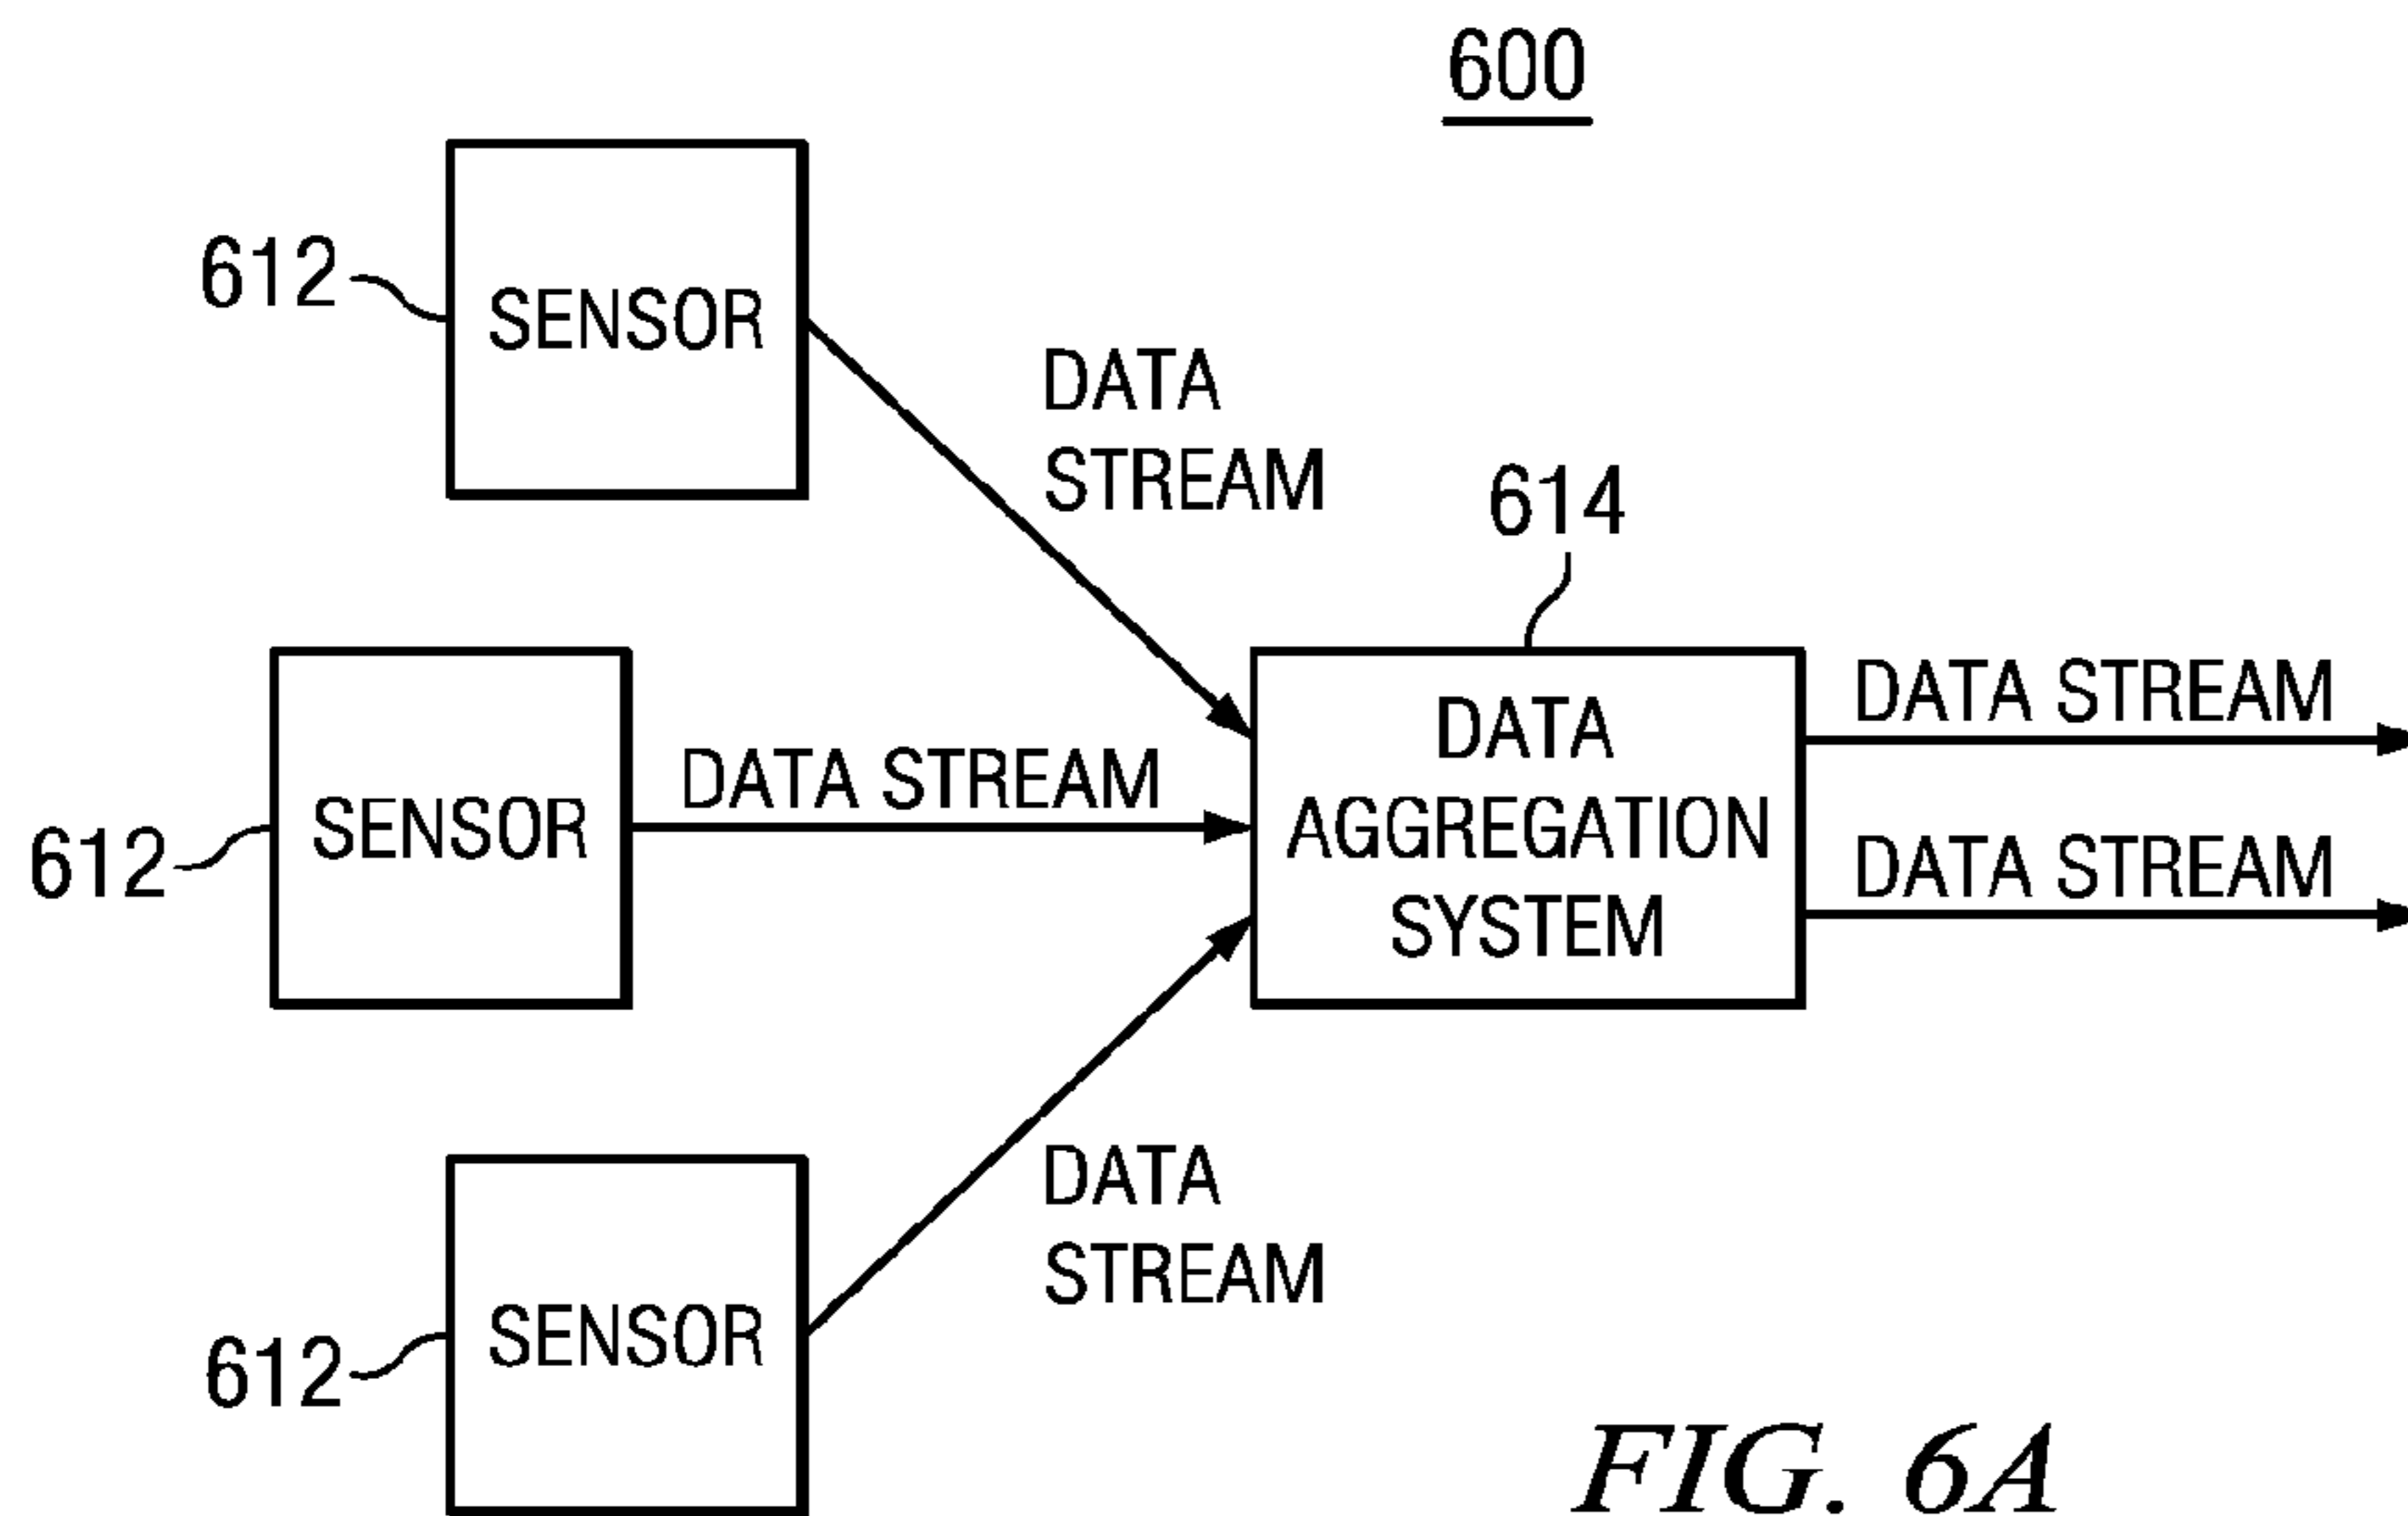 600
612
SENSOR
DATA
STREAM
614
612
SENSOR
DATA STREAM
DATA
AGGREGATION
SYSTEM
DATA STREAM
DATA STREAM
612
SENSOR
DATA
STREAM
FIG. 6A